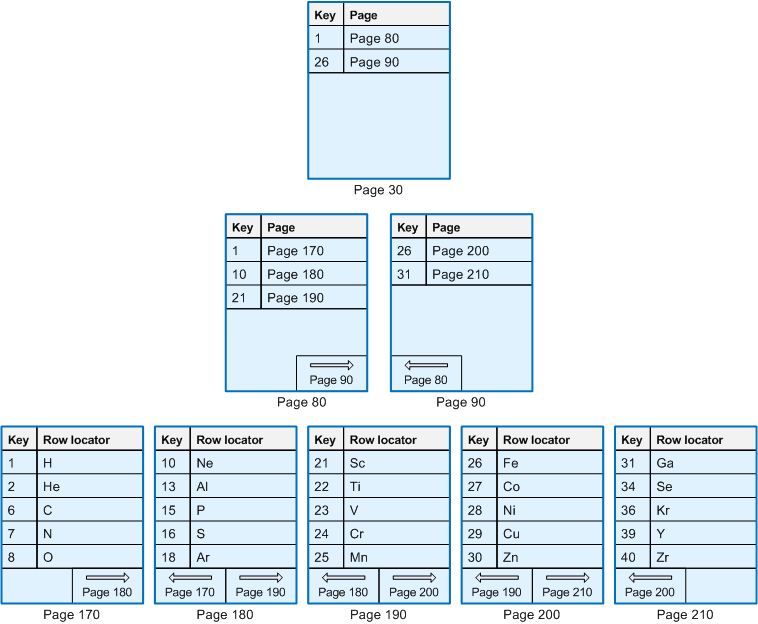 Key Page
1 Page 80
26 Page 90
Page 30
Key Page
1 Page 170
10 Page 180
21 Page 190
Page 90
Page 80
Key Page
26 Page 200
31 Page 210
Page 80
Page 90
Key Row locator
1 H
2 He
6 C
7 N
8 O
Page 180
Page 170
Key Row locator
10 Ne
13 Al
15 P
16 S
18 Ar
Page 170 Page 190
Page 180
Key Row locator
21 Sc
22 Ti
23 V
24 Cr
25 Mn
Page 180 Page 200
Page 190
Key Row locator
26 Fe
27 Co
28 Ni
29 Cu
30 Zn
Page 190 Page 210
Page 200
Key Row locator
31 Ga
34 Se
36 Kr
39 Y
40 Zr
Page 200
Page 210